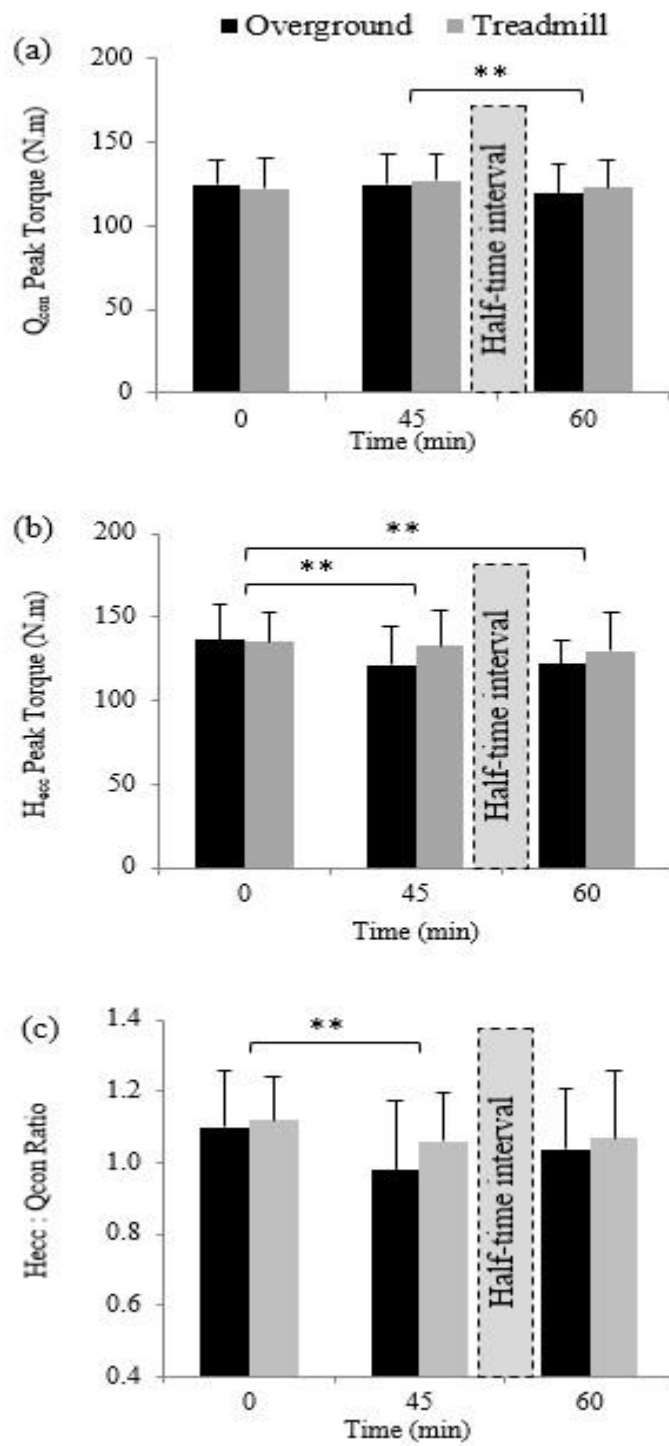 Overground Treadmill
(a)
200
**
150
100
50
0
Qcon Peak Torque (N.m)
Half-time interval
0 45 60
Time (min)
(b)
200
**
**
150
100
50
0
Hecc Peak Torque (N.m)
Half-time interval
0 45 60
Time (min)
(c)
1.4
**
1.2
1.0
0.8
0.6
0.4
Hecc : Qcon Ratio
Half-time interval
0 45 60
Time (min)